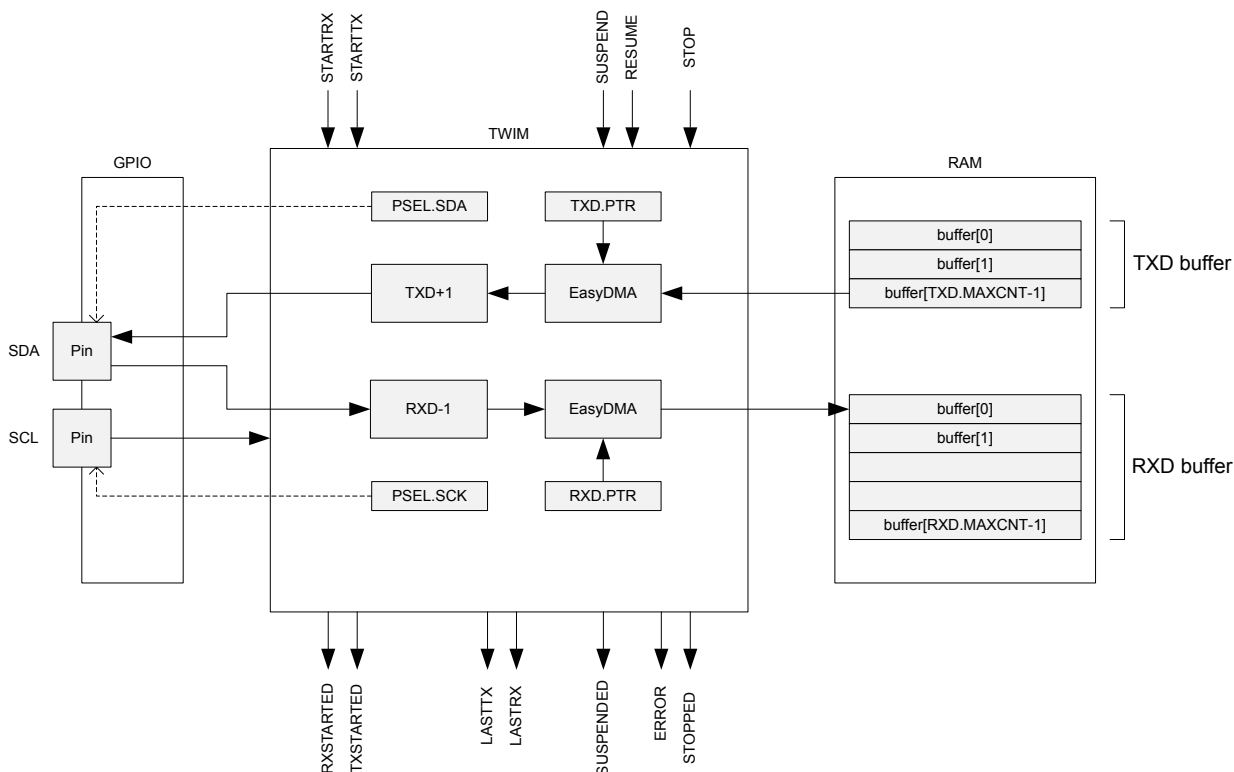 STARTRX
STARTTX
SUSPEND
RESUME
STOP
GPIO
TWIM
RAM
PSEL.SDA
TXD.PTR
buffer[0]
buffer[1]
buffer[TXD.MAXCNT-1]
TXD buffer
TXD+1
EasyDMA
SDA
Pin
RXD-1
EasyDMA
SCL
Pin
buffer[0]
buffer[1]
buffer[RXD.MAXCNT-1]
RXD buffer
PSEL.SCK
RXD.PTR
RXSTARTED
TXSTARTED
LASTTX
LASTRX
SUSPENDED
ERROR
STOPPED